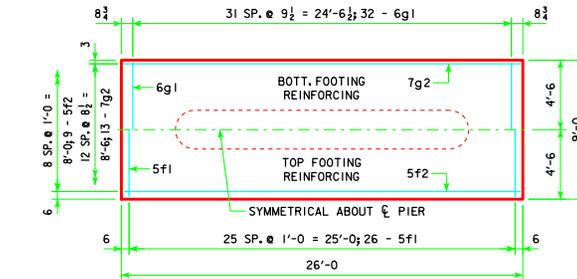 8¾
31 SP.@ 9½ = 24'-6½; 32 - 6g1
8¾
3
BOTT. FOOTING
REINFORCING
7g2
6g1
4'-6
8 SP. @ 1'-0 =
8'-0; 9 - 5f2
12 SP.@ 8½ =
8'-6; 13 - 7g2
TOP FOOTING
REINFORCING
5f1
5f2
4'-6
6
SYMMETRICAL ABOUT ℄ PIER
6
25 SP. @ 1'-0 = 25'-0; 26 - 5f1
6
26'-0